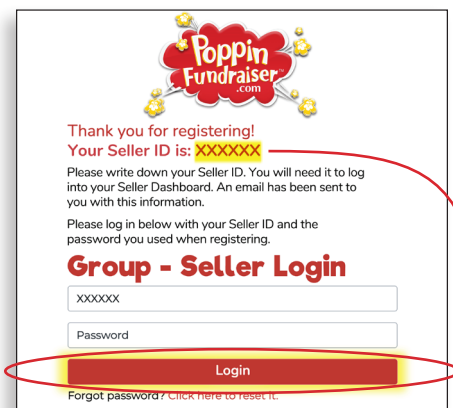 Poppin
Fundraiser™
.com
Thank you for registering!
Your Seller ID is: XXXXXX
Please write down your Seller ID. You will need it to log
into your Seller Dashboard. An email has been sent to
you with this information.
Please log in below with your Seller ID and the
password you used when registering.
Group - Seller Login
XXXXXX
Password
Login
Forgot password? Click here to reset it.